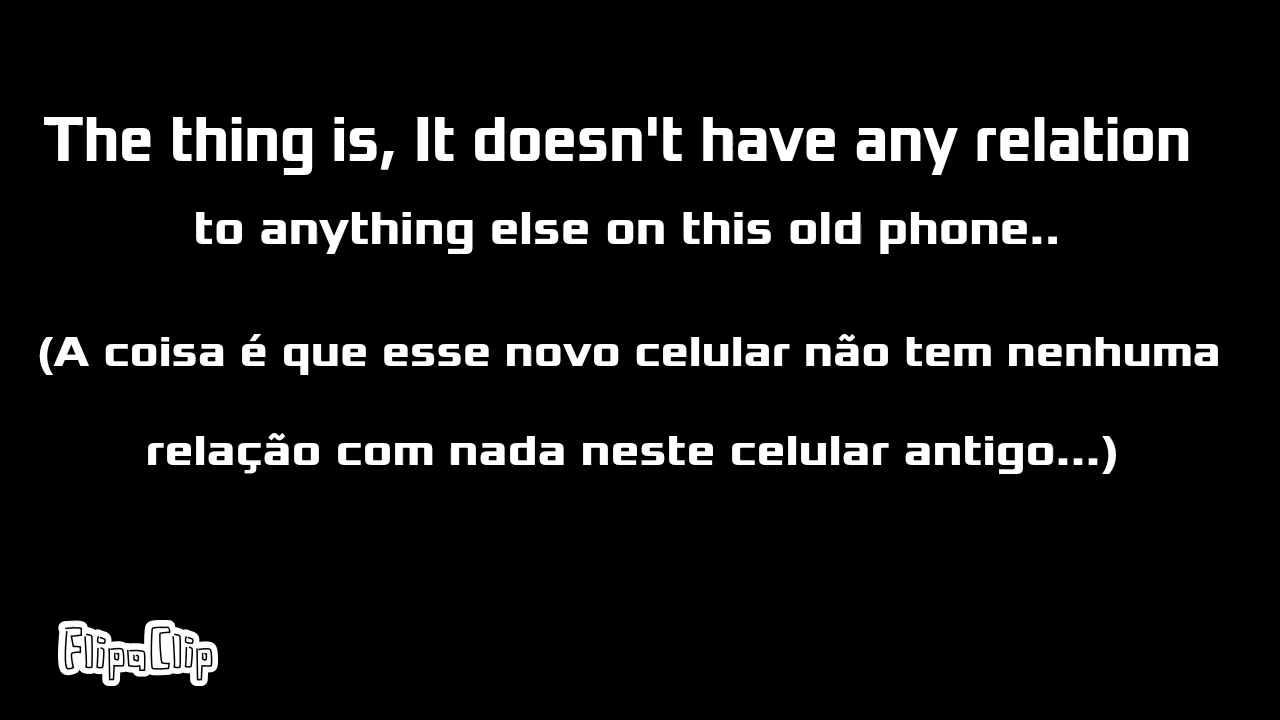 The thing is, It doesn't have any relation
to anything else on this old phone..
(A coisa é que esse novo celular não tem nenhuma
relação com nada neste celular antigo...)
FlipaClip